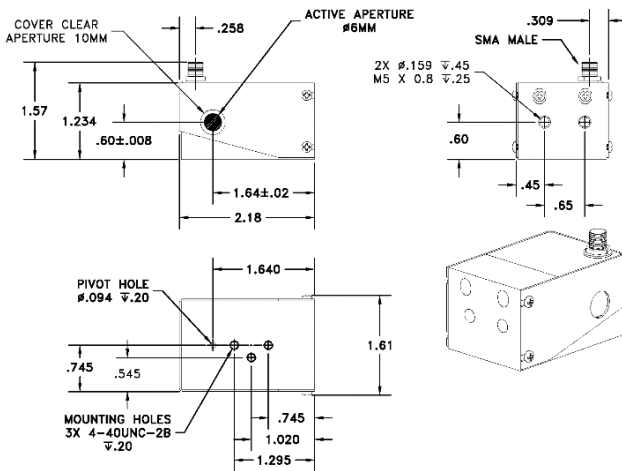 COVER CLEAR
APERTURE 10MM
.258
ACTIVE APERTURE
ø6MM
1.57
1.234
.60±.008
1.64±.02
2.18
.309
SMA MALE
2X ø.159 ↧.45
M5 X 0.8 ↧.25
.60
.45
.65
PIVOT HOLE
ø.094 ↧.20
1.640
.745
.545
1.61
MOUNTING HOLES
3X 4-40UNC-2B
↧.20
.745
1.020
1.295